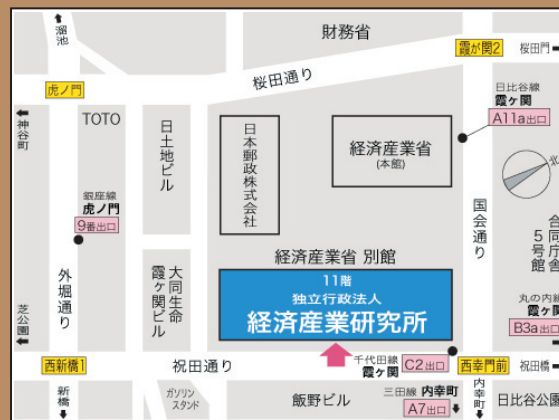 溜池
財務省
霞が関2
桜田門
桜田通り
虎ノ門
日比谷線
霞ヶ関
A11a出口
神谷町
TOTO
日土地ビル
日本郵政株式会社
経済産業省
(本館)
北
銀座線
虎ノ門
9番出口
国会通り
合同庁舎
5号館
経済産業省 別館
11階
独立行政法人
経済産業研究所
外堀通り
大同生命
霞ヶ関ビル
丸の内線
霞ヶ関
B3a出口
芝公園
西新橋1
祝田通り
千代田線
霞ヶ関
C2出口
西幸門前
祝田橋
新橋
ガソリン
スタンド
飯野ビル
三田線 内幸町
A7出口
内幸町
日比谷公園